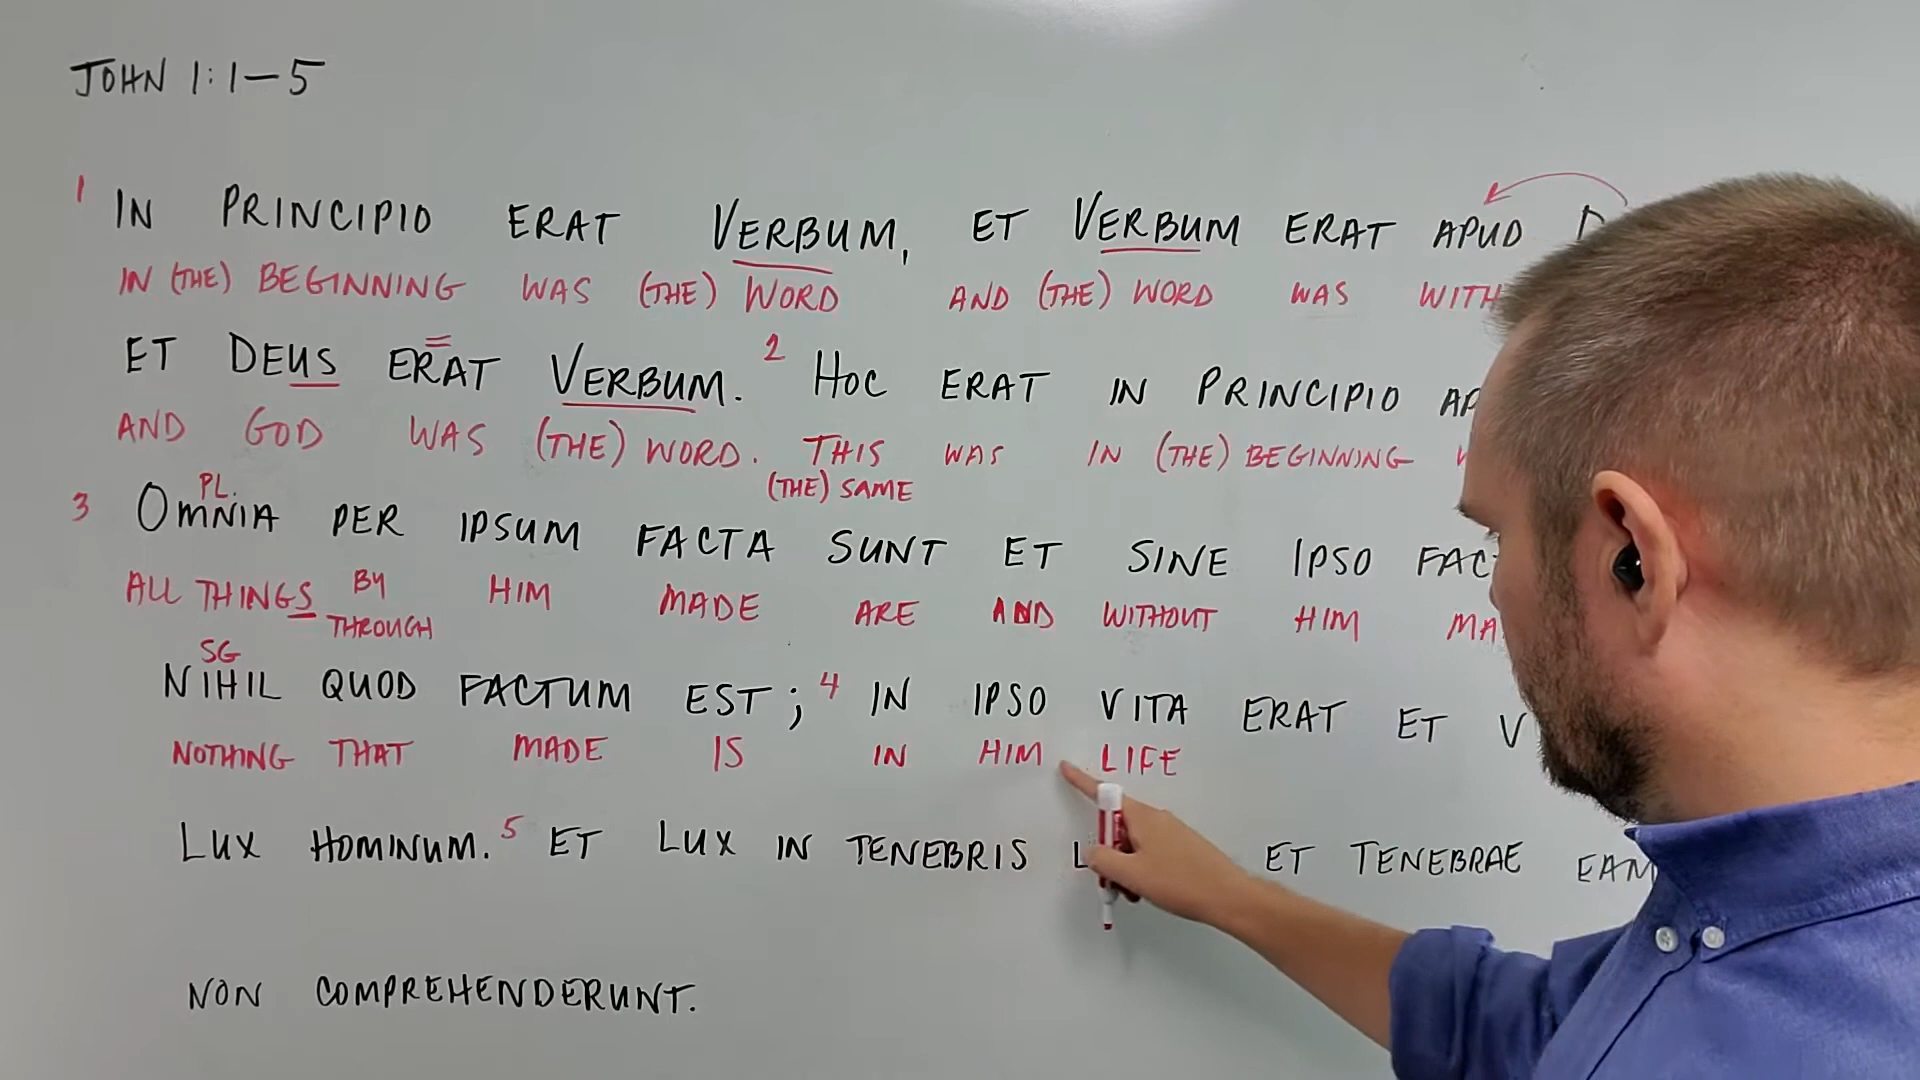 JOHN 1:1-5
1 IN PRINCIPIO ERAT VERBUM, ET VERBUM ERAT APUD D
IN (THE) BEGINNING WAS (THE) WORD AND (THE) WORD WAS WITH
ET DEUS ERAT VERBUM. 2 HOC ERAT IN PRINCIPIO AP
AND GOD WAS (THE) WORD. THIS WAS IN (THE) BEGINNING W
(THE) SAME
PL.
3 OMNIA PER IPSUM FACTA SUNT ET SINE IPSO FAC
ALL THINGS BY HIM MADE ARE AND WITHOUT HIM MA
THROUGH
SG
NIHIL QUOD FACTUM EST; 4 IN IPSO VITA ERAT ET V
NOTHING THAT MADE IS IN HIM LIFE
LUX HOMINUM. 5 ET LUX IN TENEBRIS L ET TENEBRAE EAM
NON COMPREHENDERUNT.